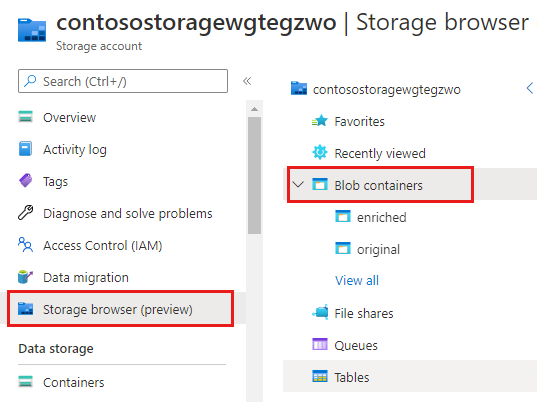 contosostoragewgtegzwo | Storage browser
Storage account
Search (Ctrl+/)
«
Overview
Activity log
Tags
Diagnose and solve problems
Access Control (IAM)
Data migration
Storage browser (preview)
Data storage
Containers
contosostoragewgtegzwo
Favorites
Recently viewed
Blob containers
enriched
original
View all
File shares
Queues
Tables